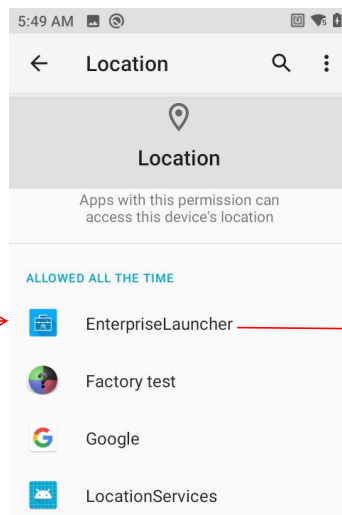 5:49 AM
Location
Location
Apps with this permission can
access this device's location
ALLOWED ALL THE TIME
EnterpriseLauncher
Factory test
Google
LocationServices